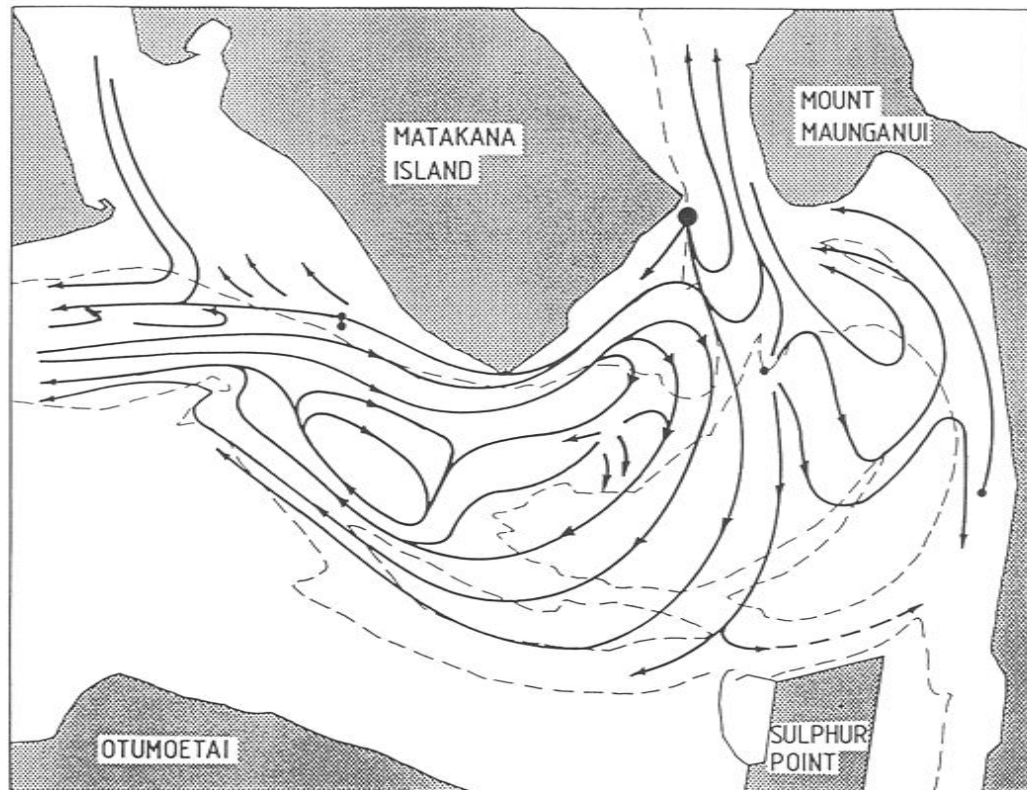 MATAKANA
ISLAND
MOUNT
MAUNGANUI
OTUMOETAI
SULPHUR
POINT